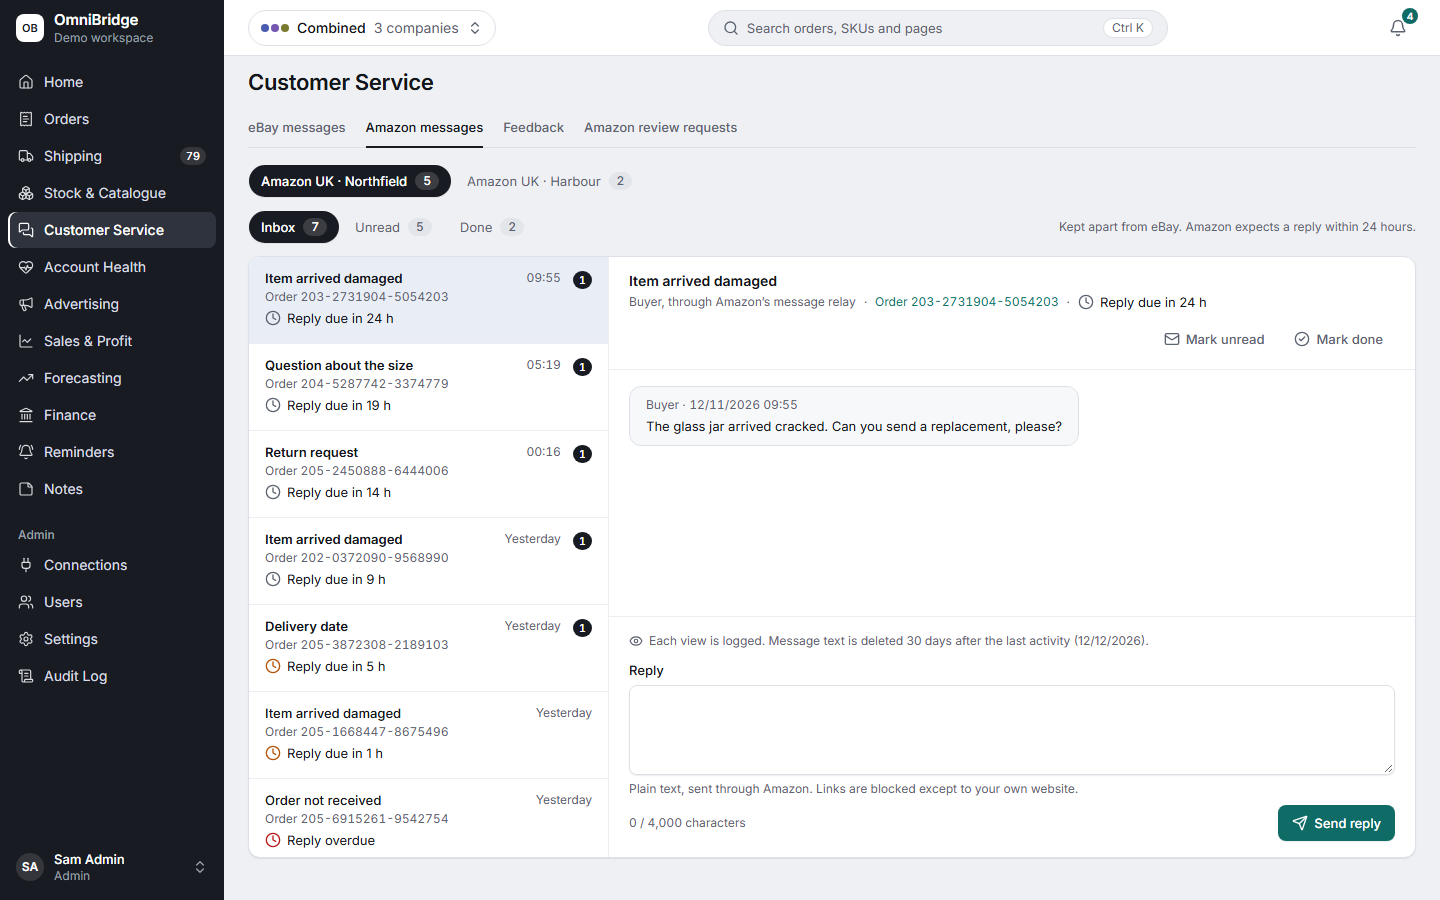 OB
OmniBridge
Demo workspace
Home
Orders
Shipping 79
Stock & Catalogue
Customer Service
Account Health
Advertising
Sales & Profit
Forecasting
Finance
Reminders
Notes
Admin
Connections
Users
Settings
Audit Log
SA
Sam Admin
Admin
Combined 3 companies
Search orders, SKUs and pages Ctrl K
4
Customer Service
eBay messages Amazon messages Feedback Amazon review requests
Amazon UK · Northfield 5 Amazon UK · Harbour 2
Inbox 7 Unread 5 Done 2
Kept apart from eBay. Amazon expects a reply within 24 hours.
Item arrived damaged 09:55 1
Order 203-2731904-5054203
Reply due in 24 h
Question about the size 05:19 1
Order 204-5287742-3374779
Reply due in 19 h
Return request 00:16 1
Order 205-2450888-6444006
Reply due in 14 h
Item arrived damaged Yesterday 1
Order 202-0372090-9568990
Reply due in 9 h
Delivery date Yesterday 1
Order 205-3872308-2189103
Reply due in 5 h
Item arrived damaged Yesterday
Order 205-1668447-8675496
Reply due in 1 h
Order not received Yesterday
Order 205-6915261-9542754
Reply overdue
Item arrived damaged
Buyer, through Amazon's message relay · Order 203-2731904-5054203 · Reply due in 24 h
Mark unread Mark done
Buyer · 12/11/2026 09:55
The glass jar arrived cracked. Can you send a replacement, please?
Each view is logged. Message text is deleted 30 days after the last activity (12/12/2026).
Reply
Plain text, sent through Amazon. Links are blocked except to your own website.
0 / 4,000 characters
Send reply